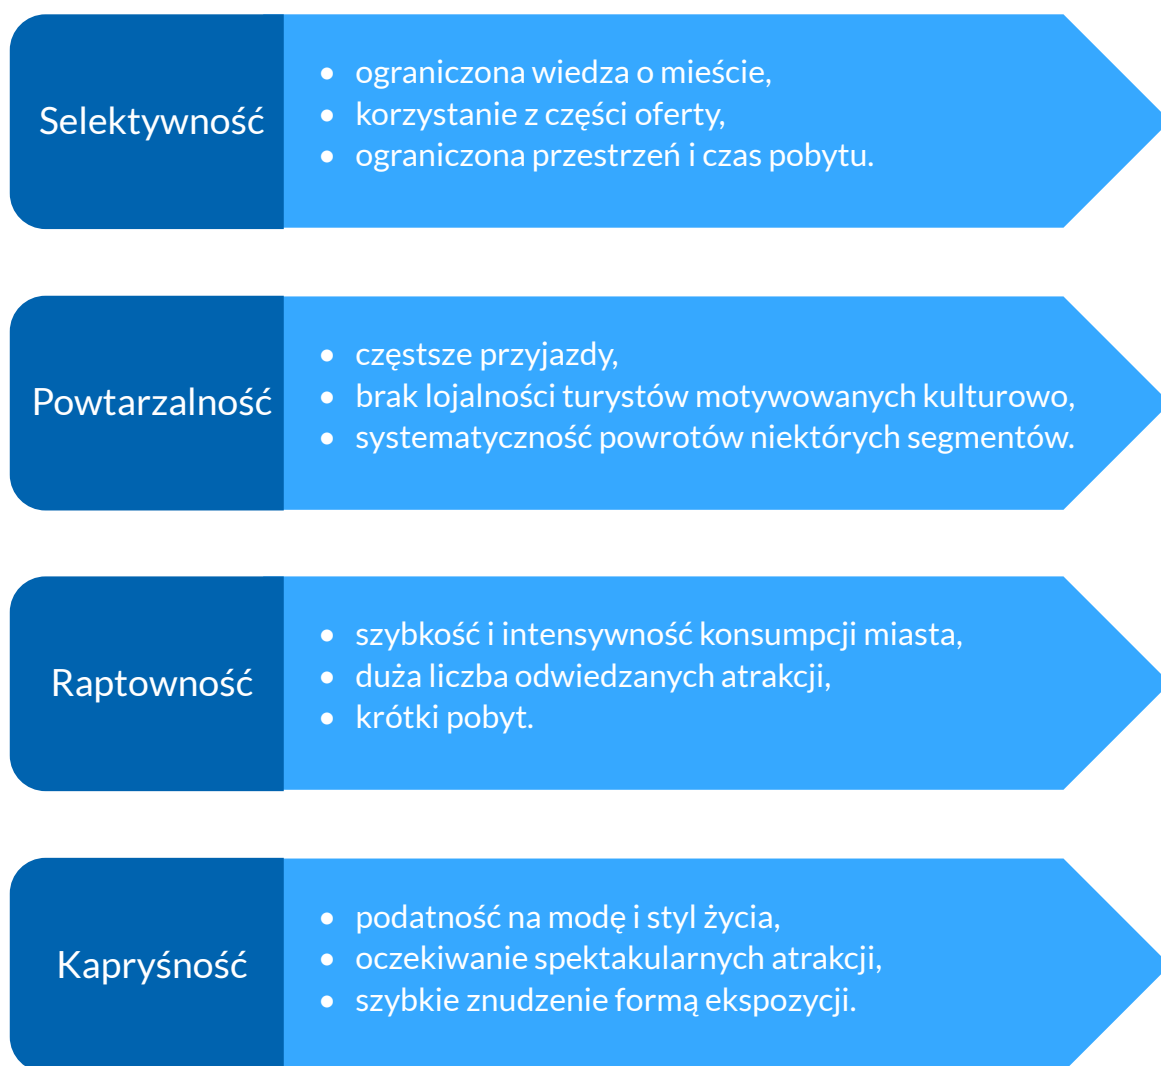 Selektywność
• ograniczona wiedza o mieście,
• korzystanie z części oferty,
• ograniczona przestrzeń i czas pobytu.
Powtarzalność
• częstsze przyjazdy,
• brak lojalności turystów motywowanych kulturowo,
• systematyczność powrotów niektórych segmentów.
Raptowność
• szybkość i intensywność konsumpcji miasta,
• duża liczba odwiedzanych atrakcji,
• krótki pobyt.
Kapryśność
• podatność na modę i styl życia,
• oczekiwanie spektakularnych atrakcji,
• szybkie znudzenie formą ekspozycji.